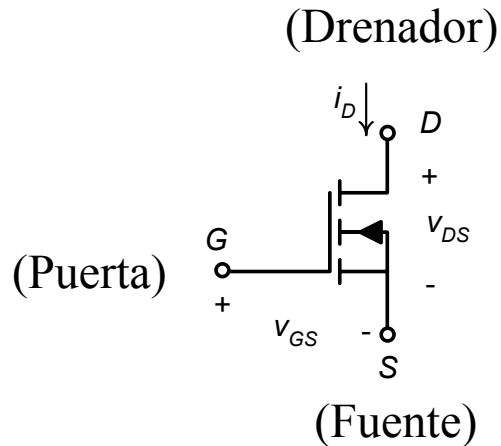 (Drenador)
i_D
D
+
v_DS
G
(Puerta)
-
+
v_GS
-
S
(Fuente)